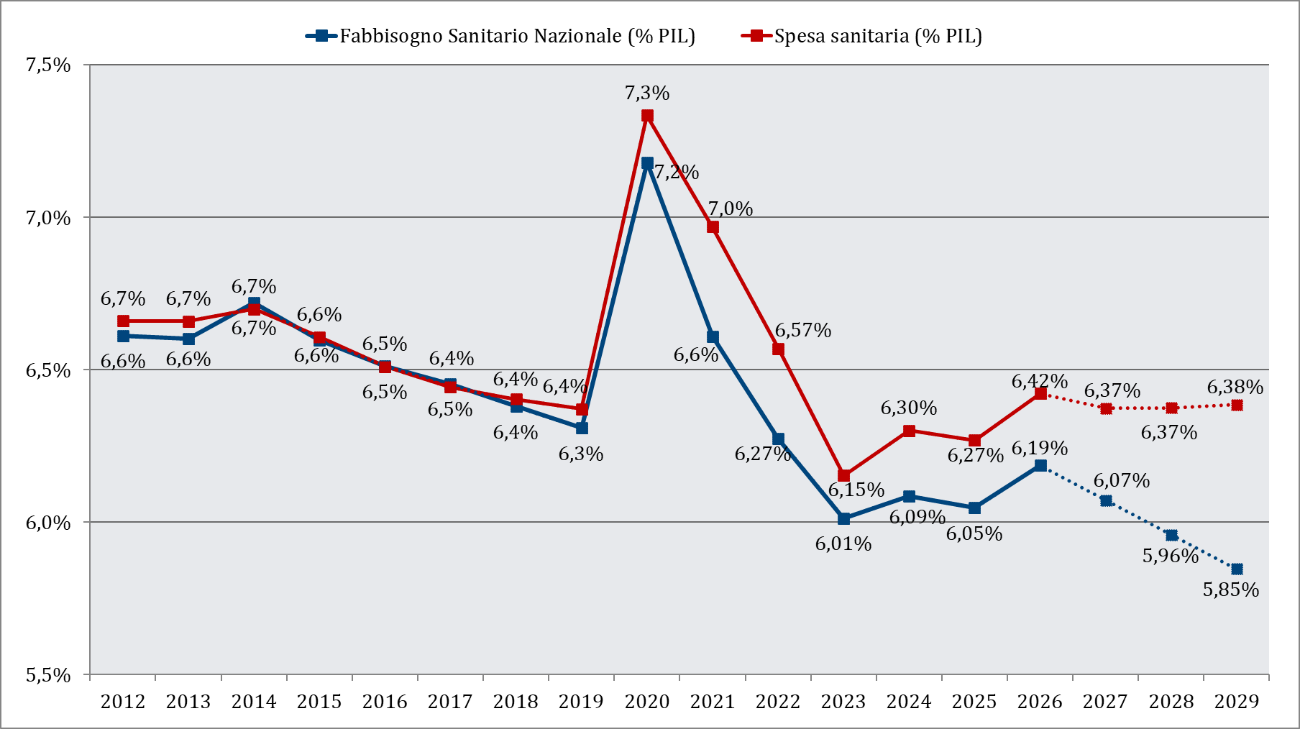 Fabbisogno Sanitario Nazionale (% PIL) Spesa sanitaria (% PIL)
7,5%
7,3%
7,2%
7,0% 7,0%
6,7% 6,7% 6,7%
6,7% 6,6%
6,6% 6,6% 6,6% 6,5% 6,4% 6,6% 6,57%
6,5% 6,5% 6,5% 6,4% 6,4% 6,42% 6,37% 6,38%
6,4% 6,3% 6,27% 6,30% 6,27% 6,19% 6,37%
6,15% 6,07%
6,0% 6,01% 6,09% 6,05% 5,96%
5,85%
5,5%
2012 2013 2014 2015 2016 2017 2018 2019 2020 2021 2022 2023 2024 2025 2026 2027 2028 2029